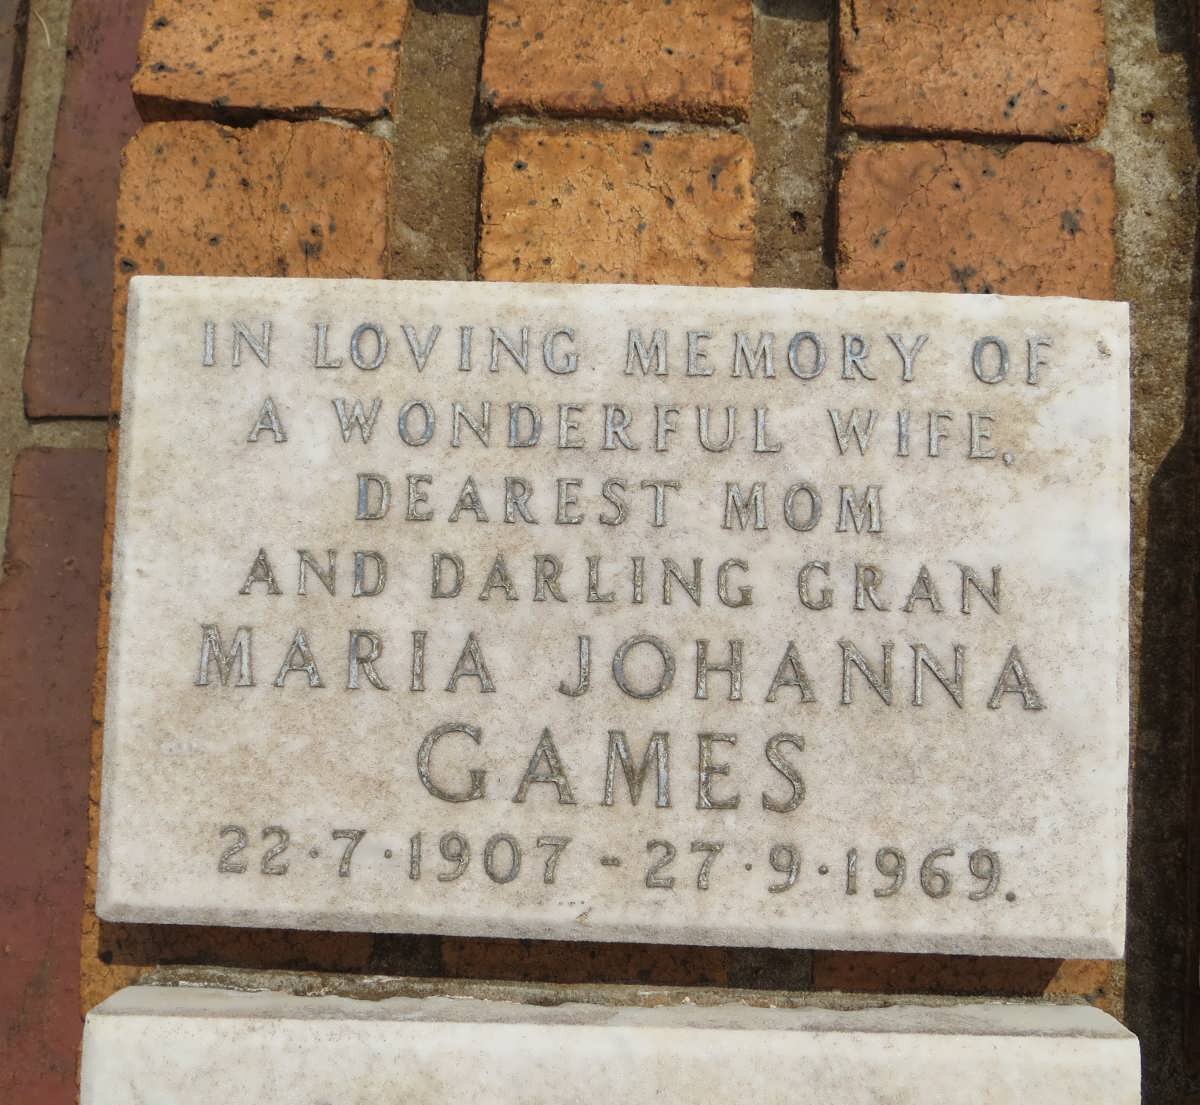 IN LOVING MEMORY OF
A WONDERFUL WIFE,
DEAREST MOM
AND DARLING GRAN
MARIA JOHANNA
GAMES
22·7·1907 - 27·9·1969.